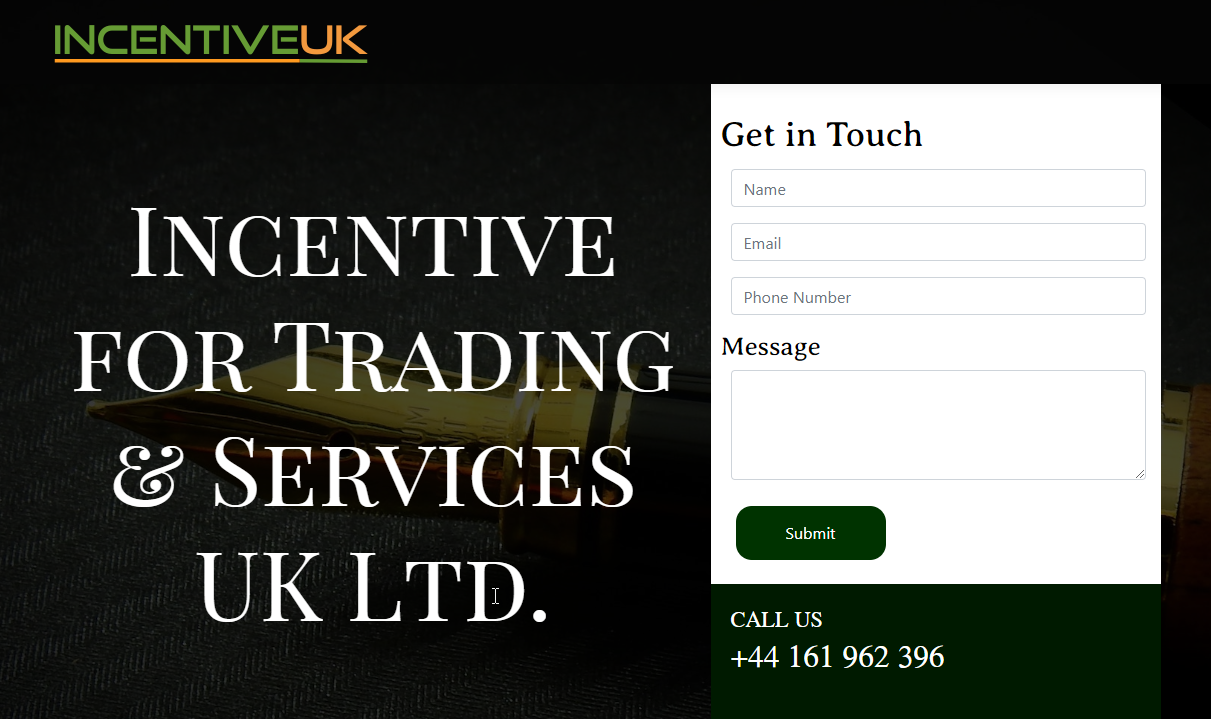 INCENTIVEUK
Incentive
for Trading
& Services
UK Ltd.
Get in Touch
Name
Email
Phone Number
Message
Submit
CALL US
+44 161 962 396